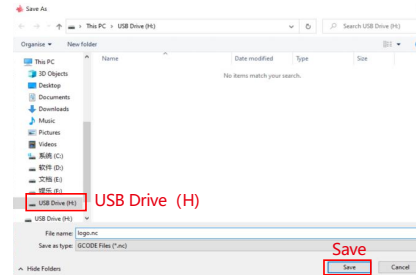 Save As
This PC › USB Drive (H:)
Search USB Drive (H:)
Organise
New folder
Name
Date modified
Type
Size
No items match your search.
This PC
3D Objects
Desktop
Documents
Downloads
Music
Pictures
Videos
系统 (C:)
软件 (D:)
文档 (E:)
娱乐 (F:)
USB Drive (H:)
USB Drive (H)
USB Drive (H:)
File name: logo.nc
Save as type: GCODE Files (*.nc)
Save
Hide Folders
Save
Cancel